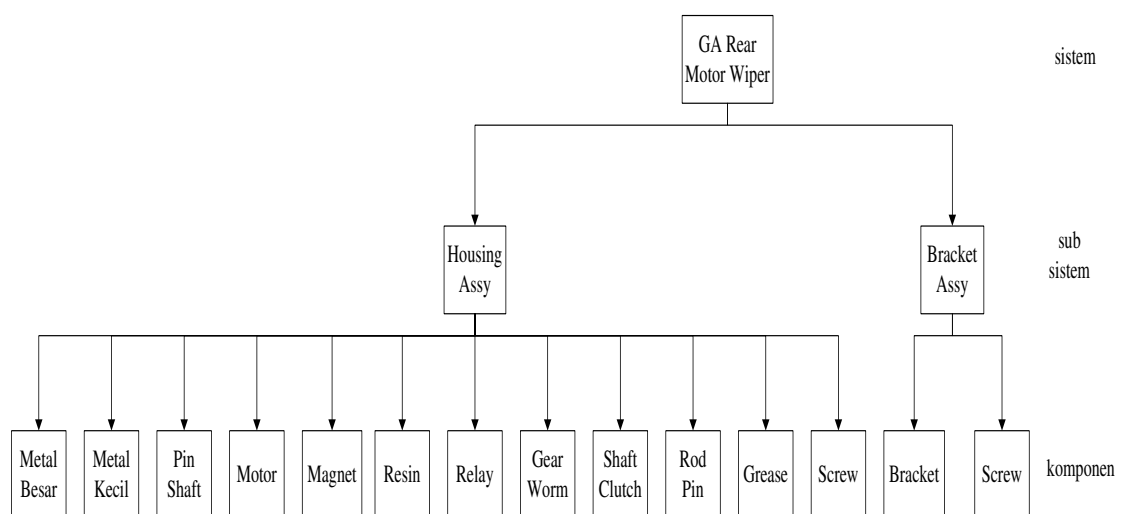 GA Rear
Motor Wiper
sistem
Housing
Assy
Bracket
Assy
sub
sistem
Metal
Besar
Metal
Kecil
Pin
Shaft
Motor
Magnet
Resin
Relay
Gear
Worm
Shaft
Clutch
Rod
Pin
Grease
Screw
Bracket
Screw
komponen